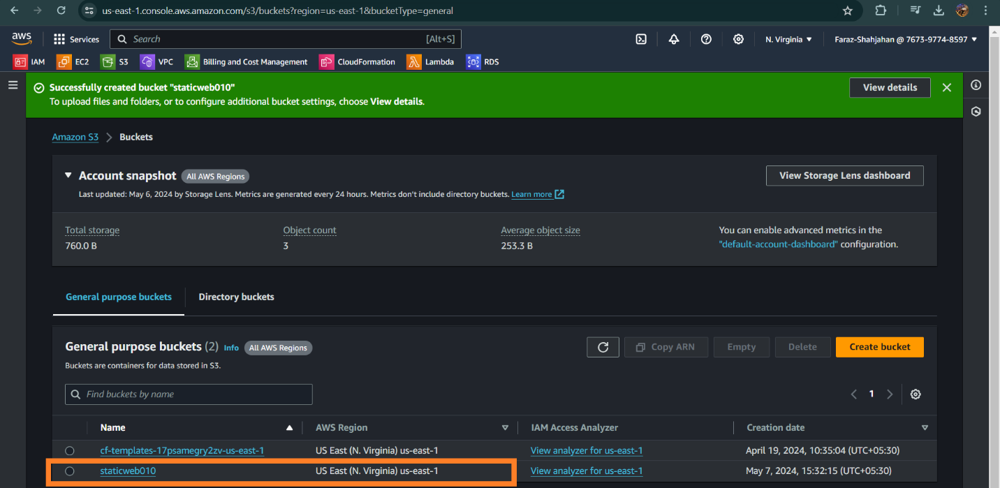 us-east-1.console.aws.amazon.com/s3/buckets?region=us-east-1&bucketType=general
aws Services Search [Alt+S] N. Virginia ▼ Faraz-Shahjahan @ 7673-9774-8597 ▼
IAM EC2 S3 VPC Billing and Cost Management CloudFormation Lambda RDS
Successfully created bucket "staticweb010" View details
To upload files and folders, or to configure additional bucket settings, choose View details.
Amazon S3 > Buckets
Account snapshot All AWS Regions View Storage Lens dashboard
Last updated: May 6, 2024 by Storage Lens. Metrics are generated every 24 hours. Metrics don't include directory buckets. Learn more
Total storage Object count Average object size You can enable advanced metrics in the
760.0 B 3 253.3 B "default-account-dashboard" configuration.
General purpose buckets Directory buckets
General purpose buckets (2) Info All AWS Regions Copy ARN Empty Delete Create bucket
Buckets are containers for data stored in S3.
Find buckets by name 1
Name AWS Region IAM Access Analyzer Creation date
cf-templates-17psamegry2zv-us-east-1 US East (N. Virginia) us-east-1 View analyzer for us-east-1 April 19, 2024, 10:35:04 (UTC+05:30)
staticweb010 US East (N. Virginia) us-east-1 View analyzer for us-east-1 May 7, 2024, 15:32:15 (UTC+05:30)